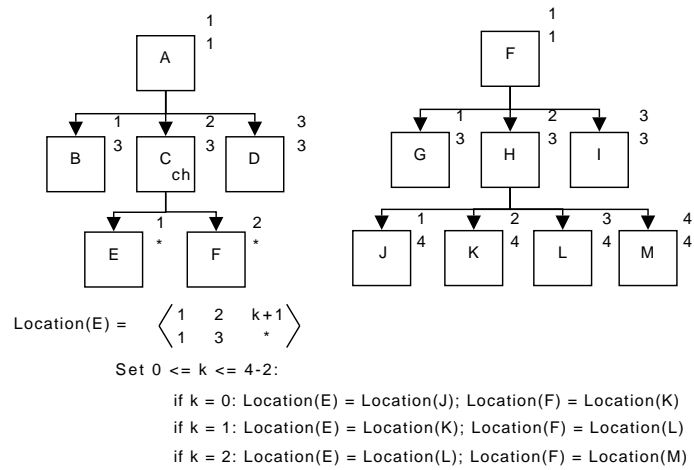 1
1
A
1
1
F
1
3
B
2
3
C
ch
3
3
D
1
3
G
2
3
H
3
3
I
1
*
E
2
*
F
1
4
J
2
4
K
3
4
L
4
4
M
Location(E) = 〈 1 2 k+1 〉
1 3 *
Set 0 <= k <= 4-2:
if k = 0: Location(E) = Location(J); Location(F) = Location(K)
if k = 1: Location(E) = Location(K); Location(F) = Location(L)
if k = 2: Location(E) = Location(L); Location(F) = Location(M)